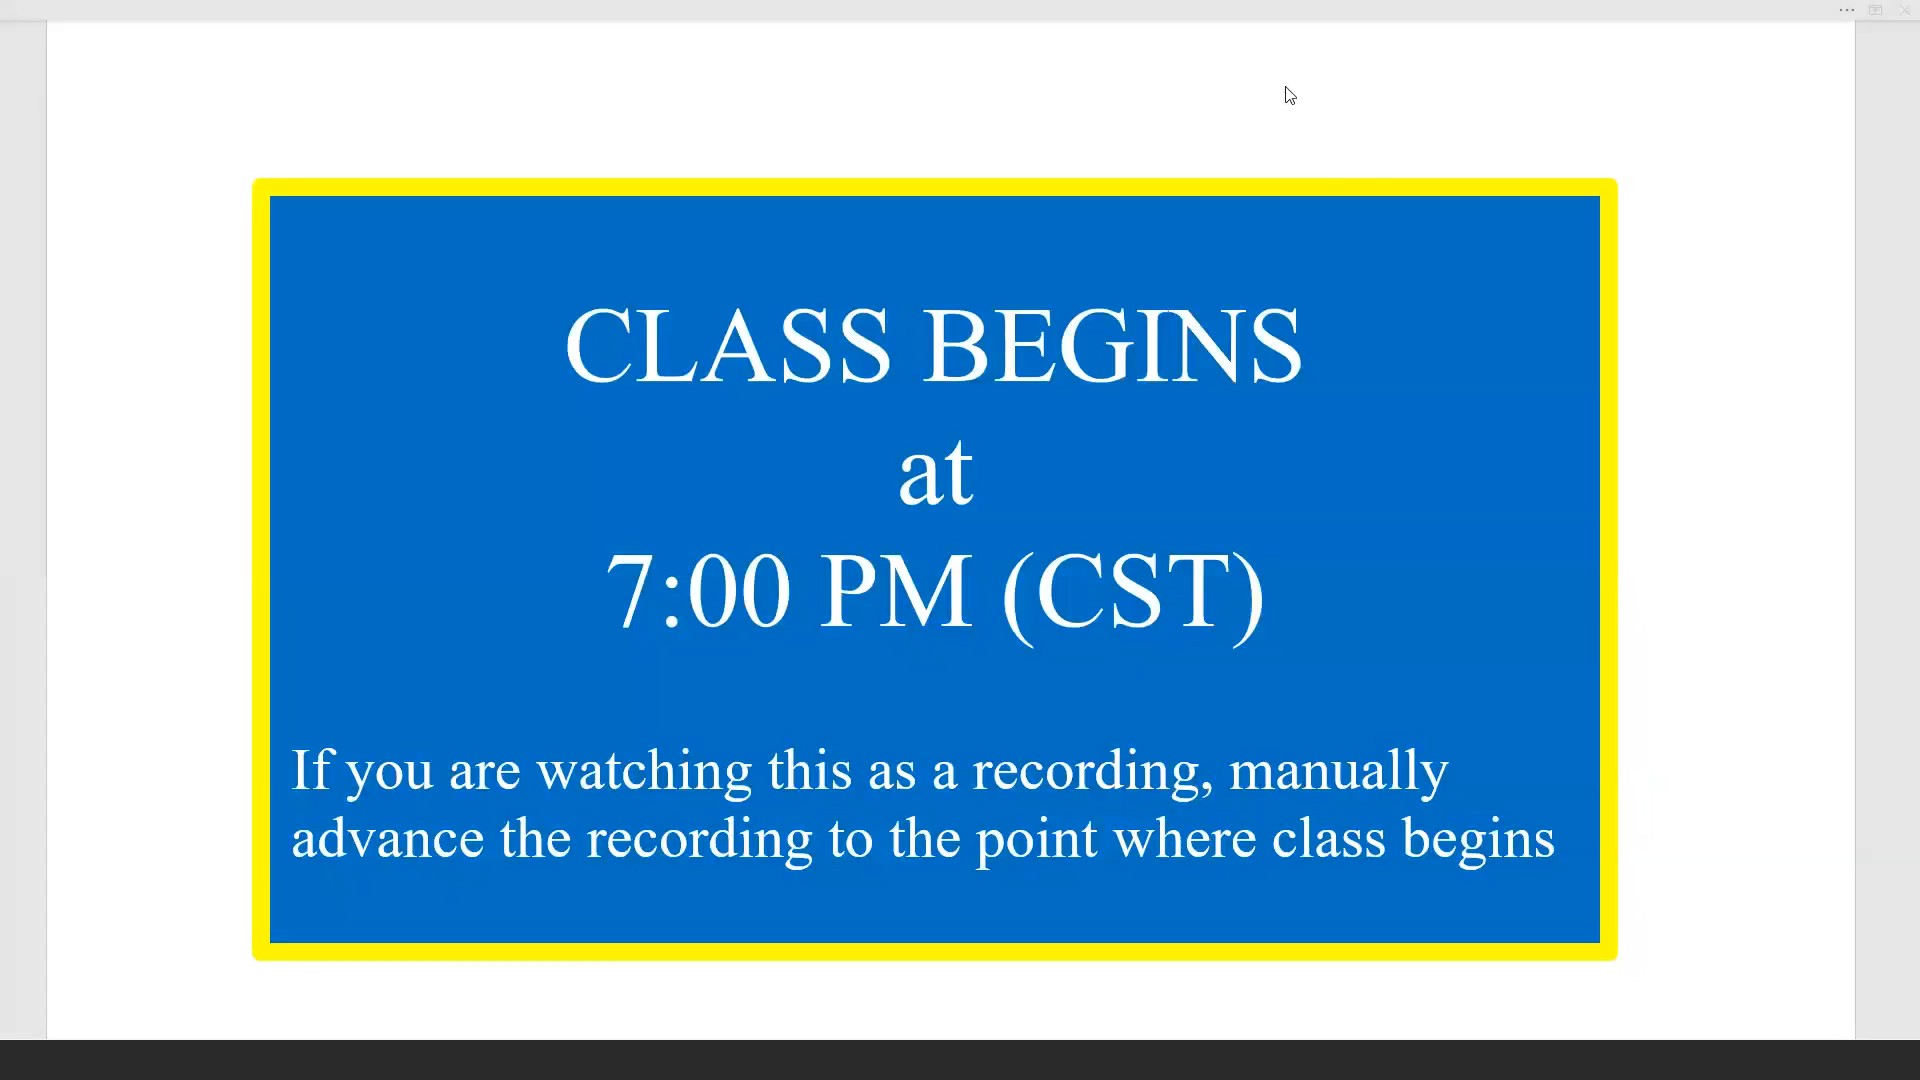 CLASS BEGINS
at
7:00 PM (CST)
If you are watching this as a recording, manually
advance the recording to the point where class begins